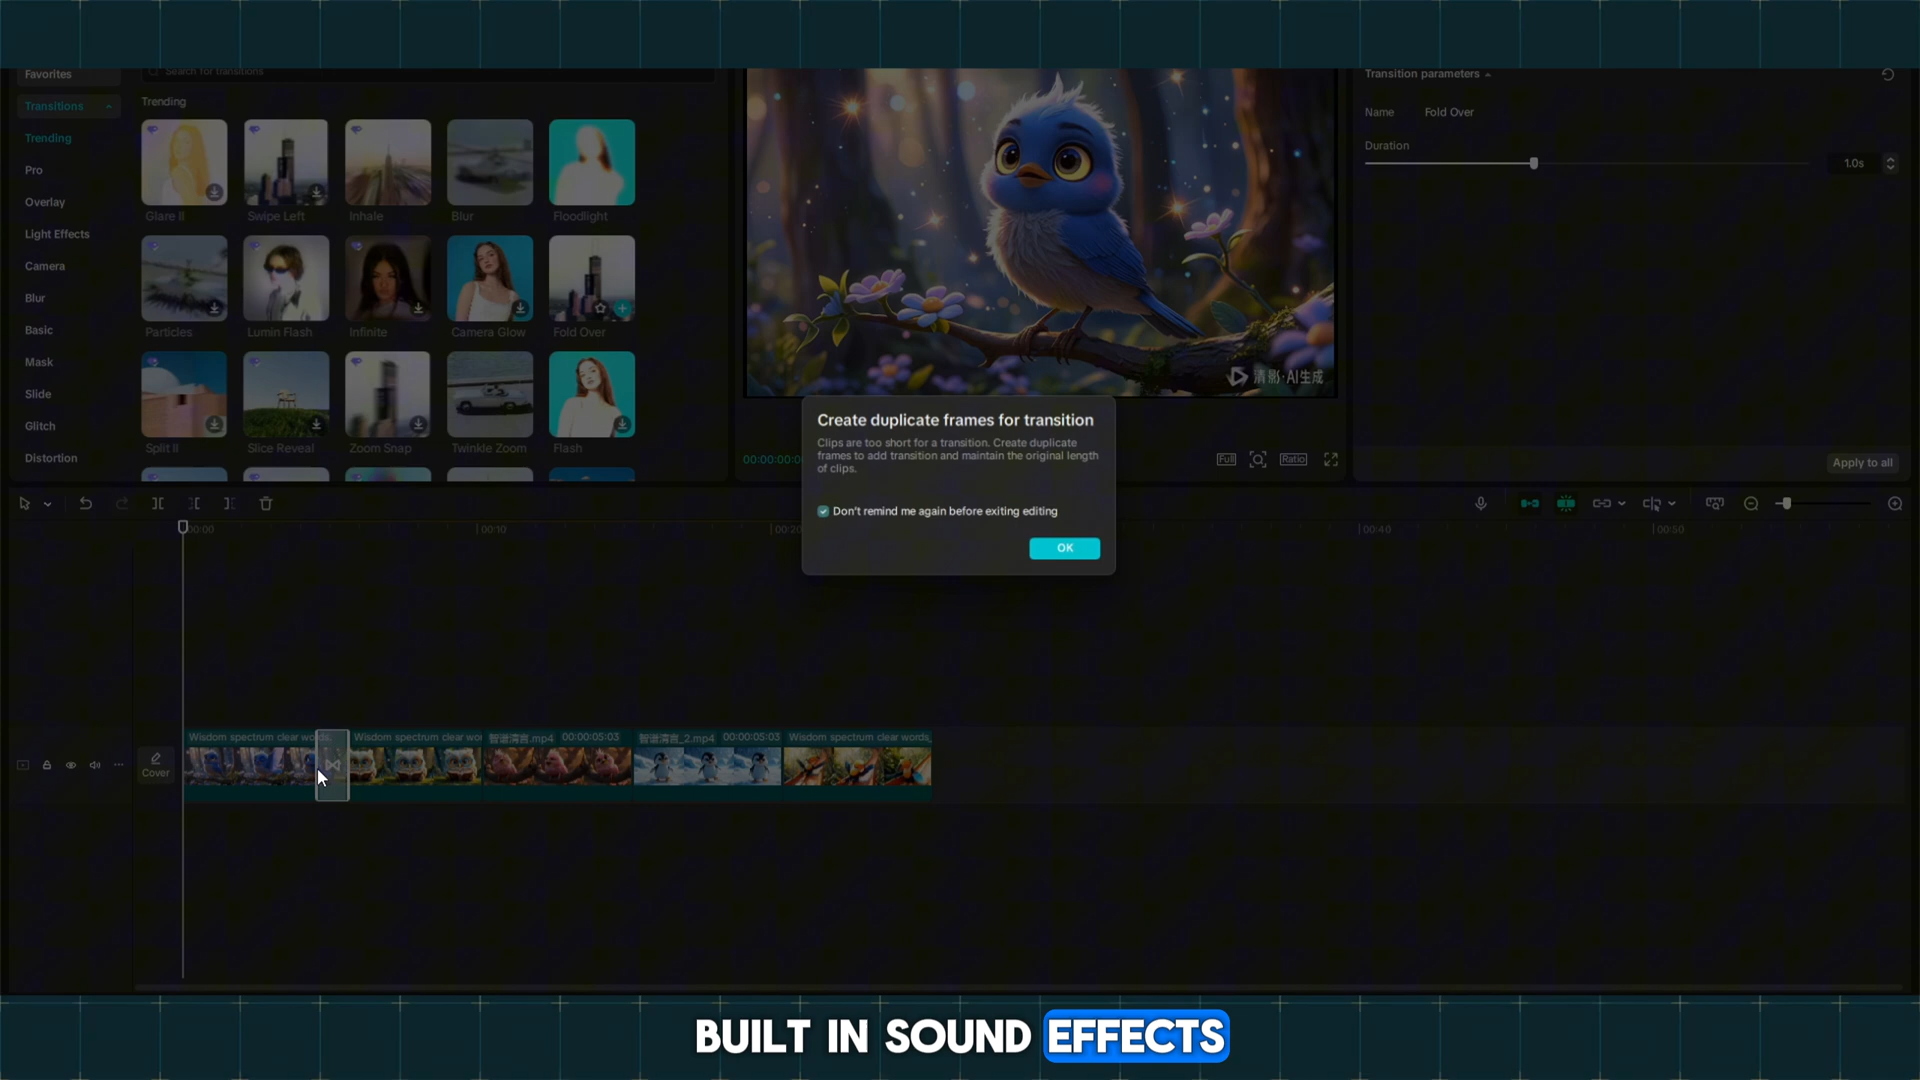 Favorites
Search for transitions
Transitions
Trending
Pro
Overlay
Light Effects
Camera
Blur
Basic
Mask
Slide
Glitch
Distortion
Trending
Glare II
Swipe Left
Inhale
Blur
Floodlight
Particles
Lumin Flash
Infinite
Camera Glow
Fold Over
Split II
Slice Reveal
Zoom Snap
Twinkle Zoom
Flash
清影·AI生成
00:00:00:0
Full
Ratio
Transition parameters
Name Fold Over
Duration
1.0s
Apply to all
Create duplicate frames for transition
Clips are too short for a transition. Create duplicate
frames to add transition and maintain the original length
of clips.
Don't remind me again before exiting editing
OK
00:00
00:10
00:20
00:40
00:50
Cover
Wisdom spectrum clear words.
Wisdom spectrum clear wo
智谱清言.mp4 00:00:05:03
智谱清言_2.mp4 00:00:05:03
Wisdom spectrum clear words_
BUILT IN SOUND EFFECTS